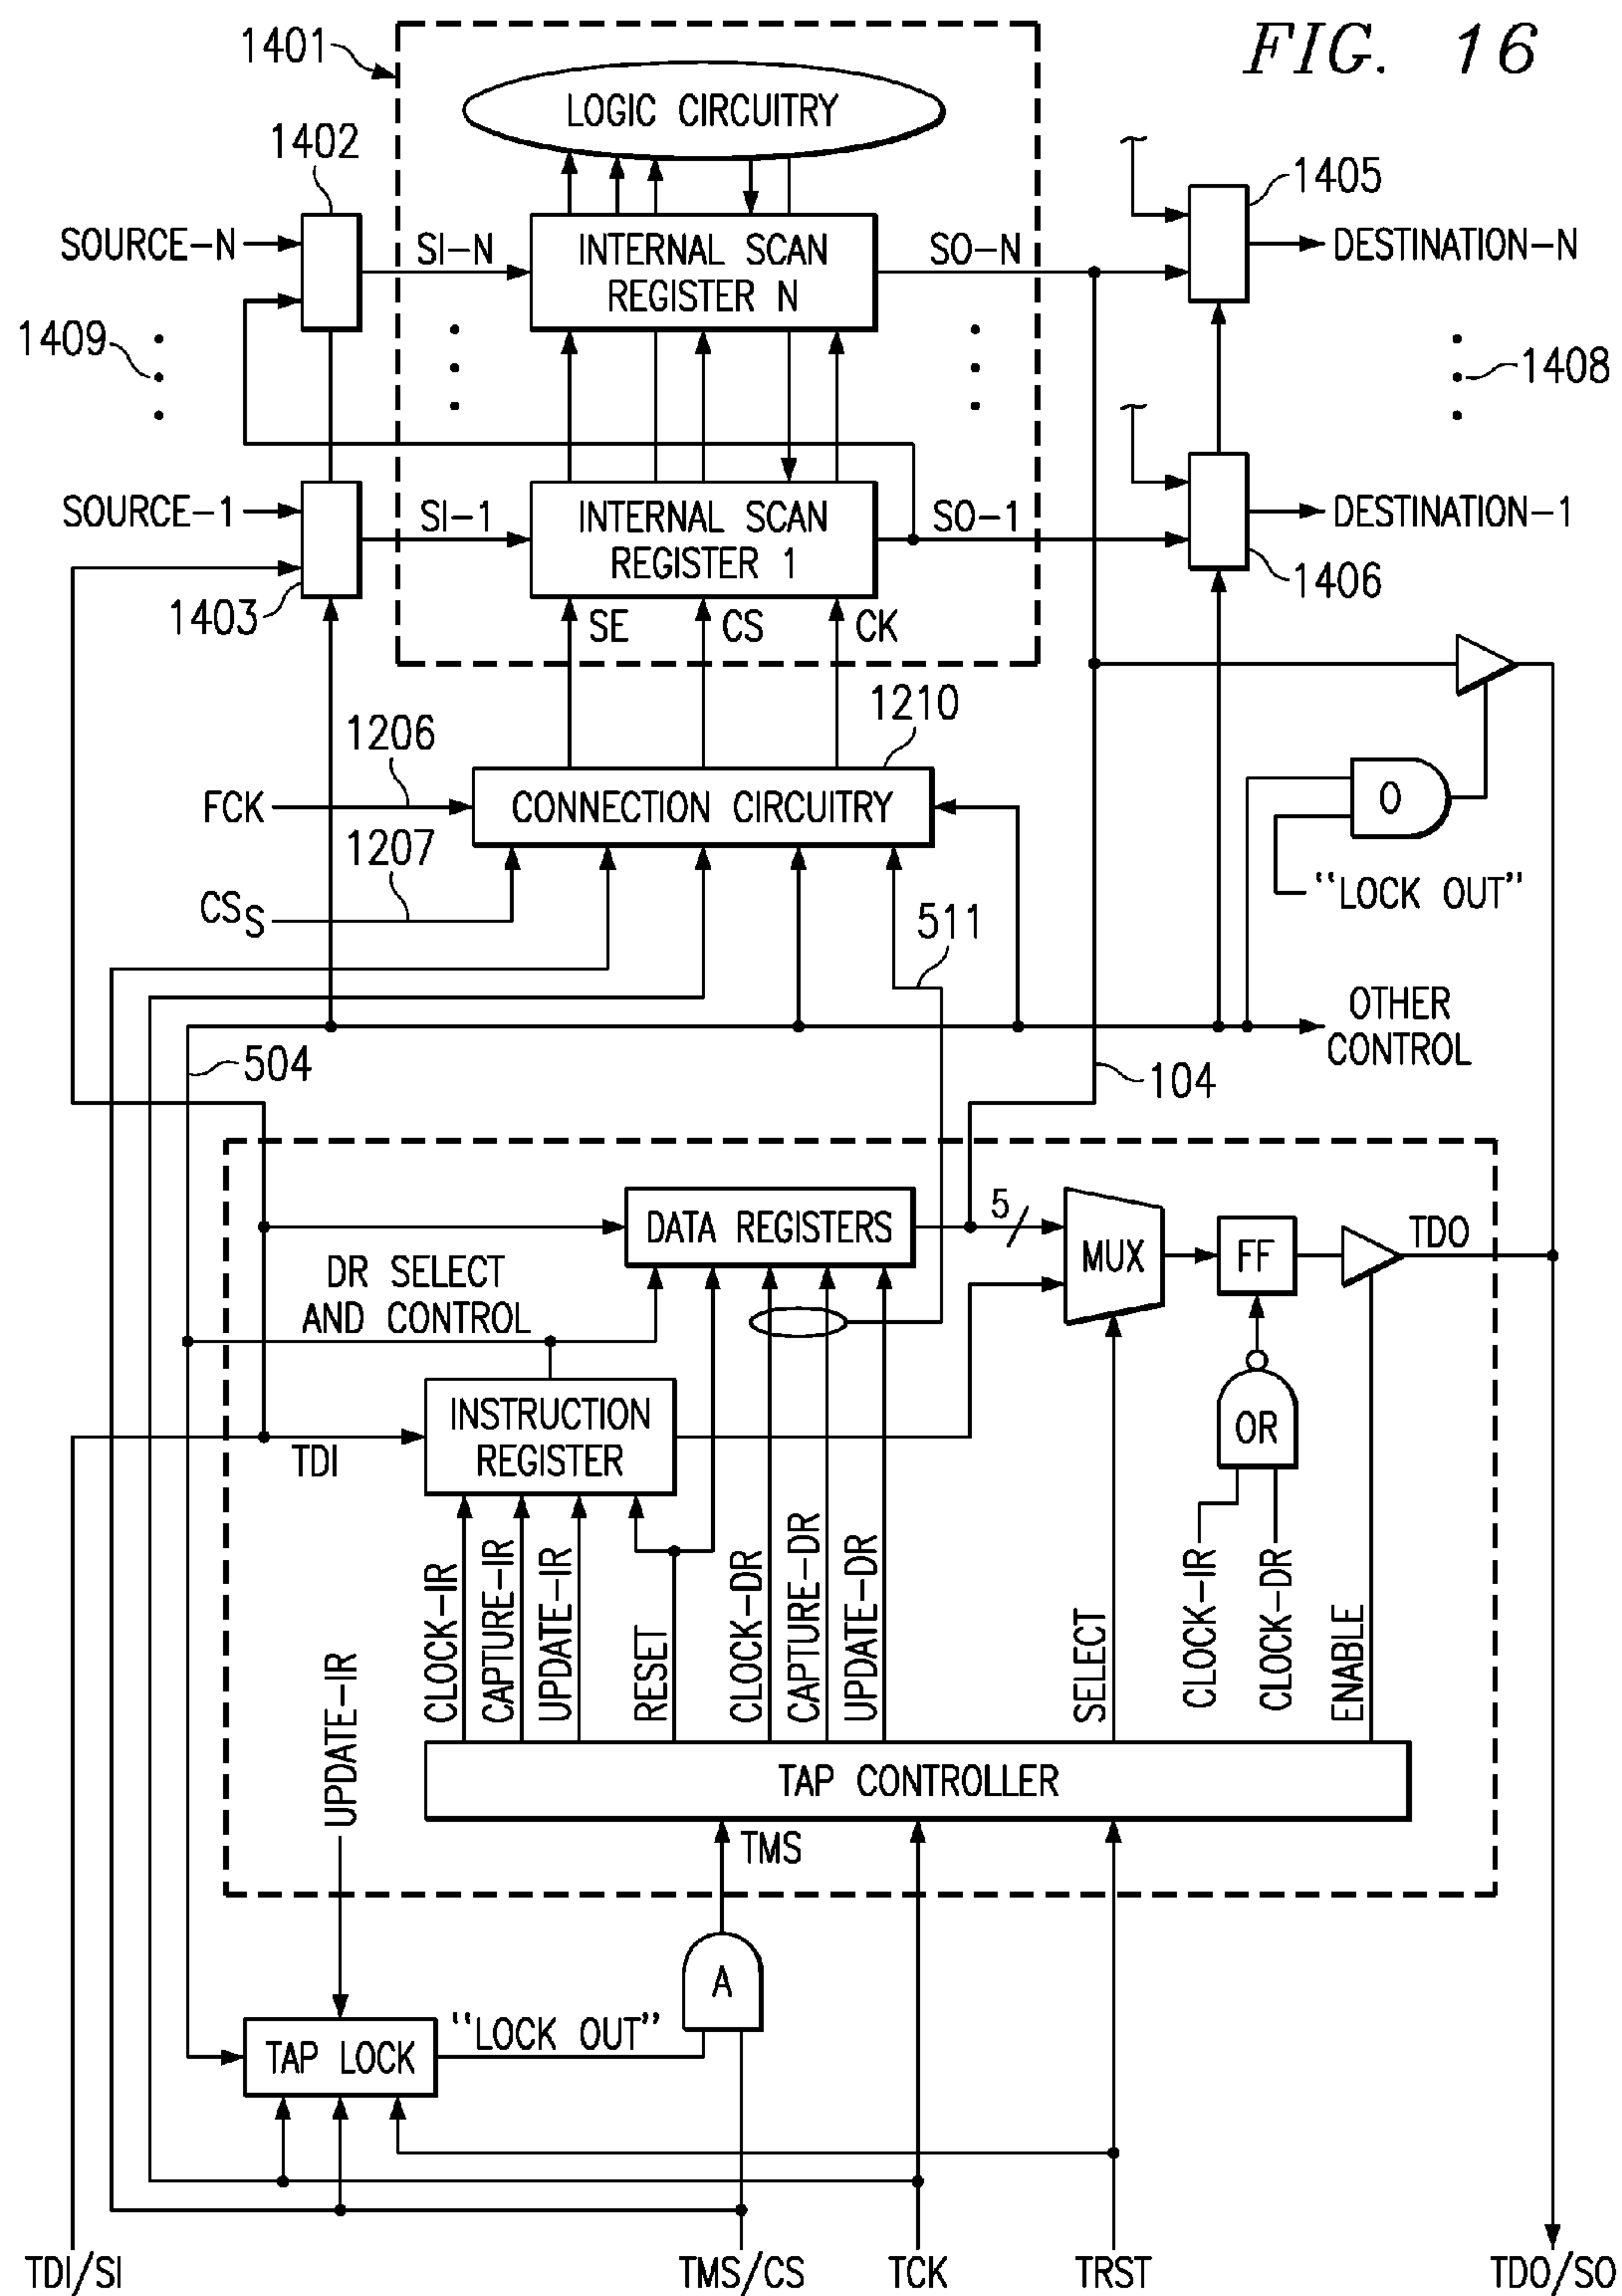 FIG. 16
1401
LOGIC CIRCUITRY
1402
1405
SOURCE-N
SI-N
INTERNAL SCAN
REGISTER N
SO-N
DESTINATION-N
1409
1408
SOURCE-1
SI-1
INTERNAL SCAN
REGISTER 1
SO-1
DESTINATION-1
1403
1406
SE
CS
CK
1206
1210
FCK
CONNECTION CIRCUITRY
O
1207
CSS
"LOCK OUT"
511
OTHER
CONTROL
504
104
DATA REGISTERS
5
MUX
FF
TDO
DR SELECT
AND CONTROL
INSTRUCTION
REGISTER
TDI
OR
CLOCK-IR
CAPTURE-IR
UPDATE-IR
RESET
CLOCK-DR
CAPTURE-DR
UPDATE-DR
SELECT
CLOCK-IR
CLOCK-DR
ENABLE
UPDATE-IR
TAP CONTROLLER
TMS
A
TAP LOCK
"LOCK OUT"
TDI/SI
TMS/CS
TCK
TRST
TDO/SO